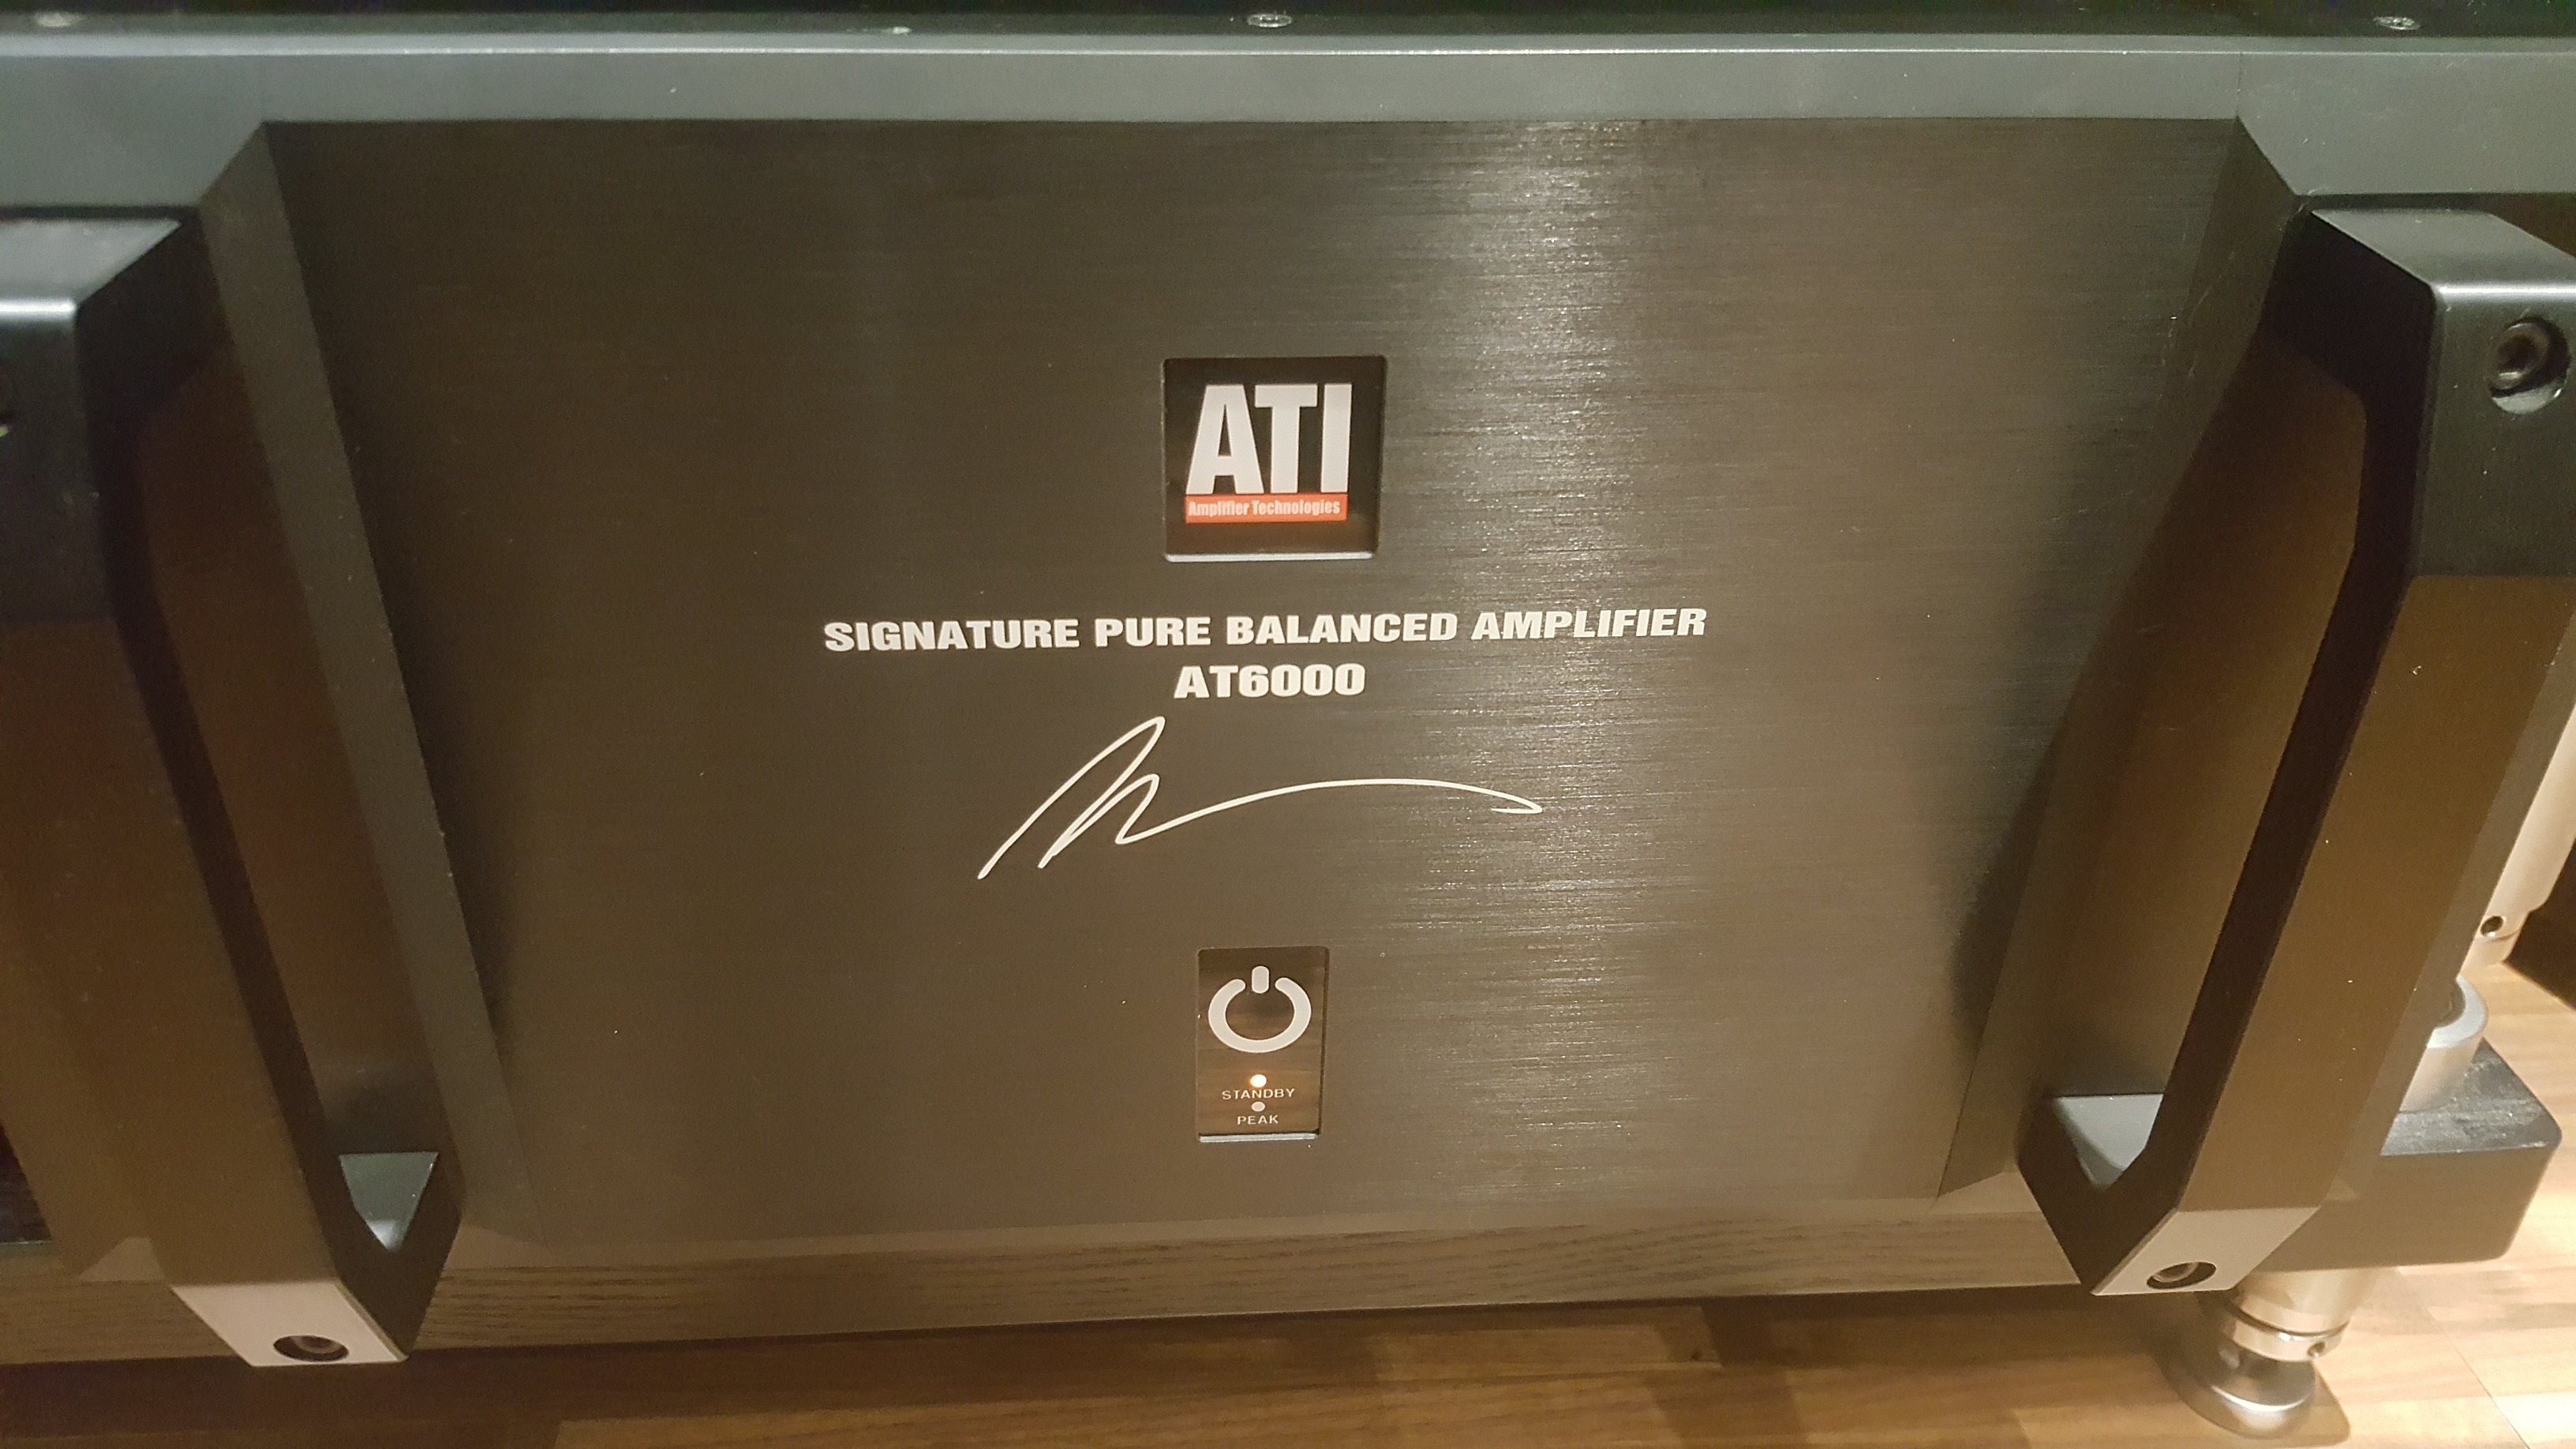 ATI
Amplifier Technologies
SIGNATURE PURE BALANCED AMPLIFIER
AT6000
STANDBY
PEAK